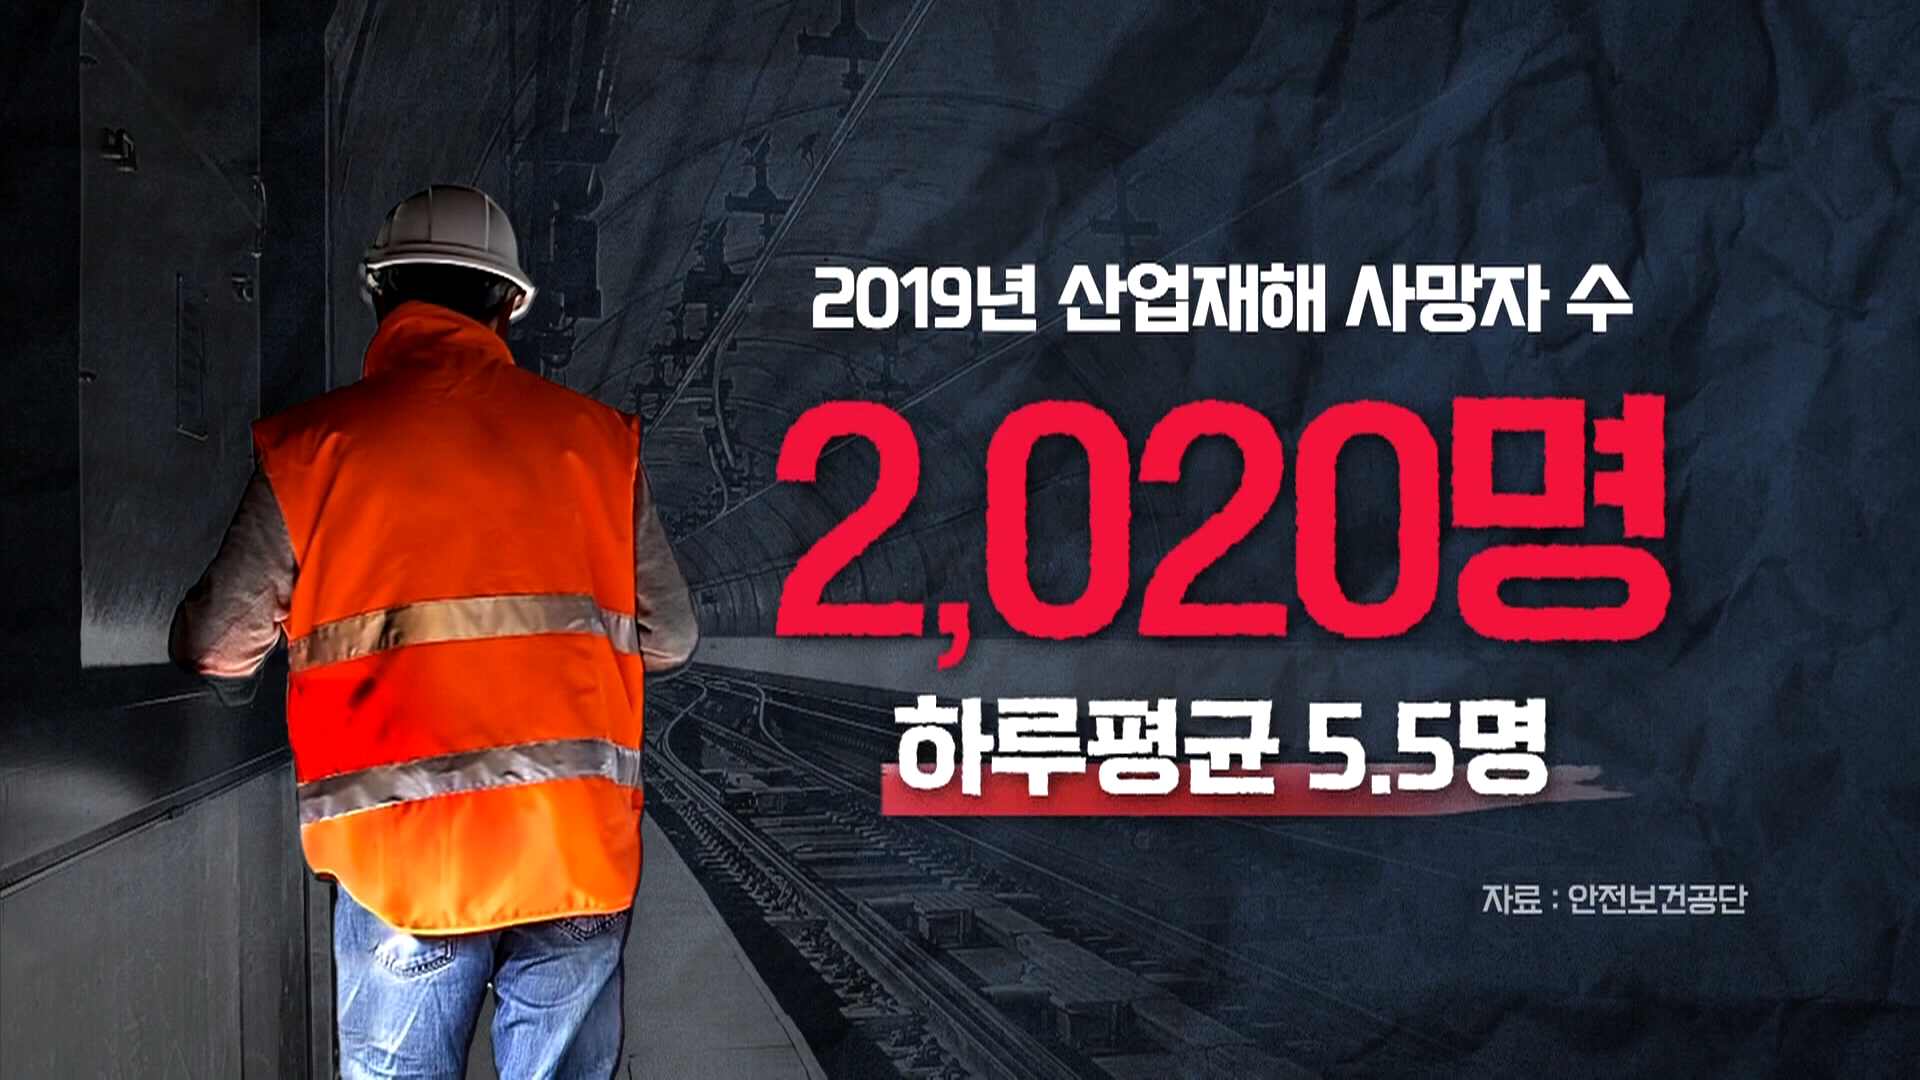 2019년 산업재해 사망자 수
2,020명
하루평균 5.5명
자료 : 안전보건공단